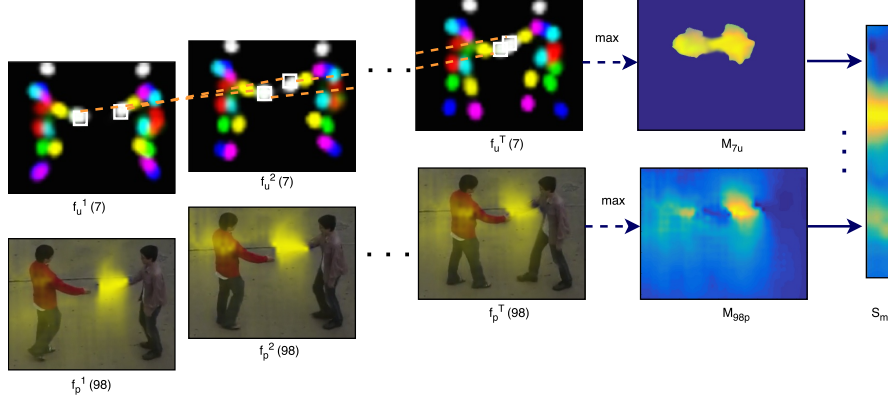 max
f_u^1 (7)
f_u^2 (7)
f_u^T (7)
M_7u
max
f_p^1 (98)
f_p^2 (98)
f_p^T (98)
M_98p
S_m